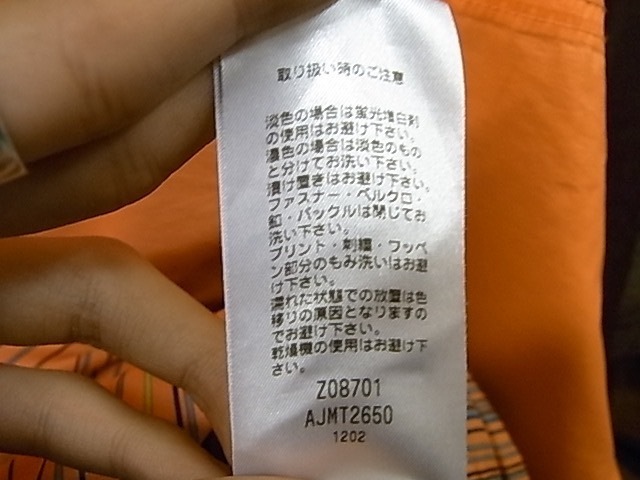 取り扱い時のご注意
淡色の場合は蛍光増白剤
の使用はお避け下さい。
濃色の場合は淡色のもの
と分けてお洗い下さい。
漬け置きはお避け下さい。
ファスナー・ベルクロ・
釦・バックルは閉じてお
洗い下さい。
プリント・刺繍・ワッペ
ン部分のもみ洗いはお避
け下さい。
濡れた状態での放置は色
移りの原因となりますの
でお避け下さい。
乾燥機の使用はお避け下
さい。
Z08701
AJMT2650
1202